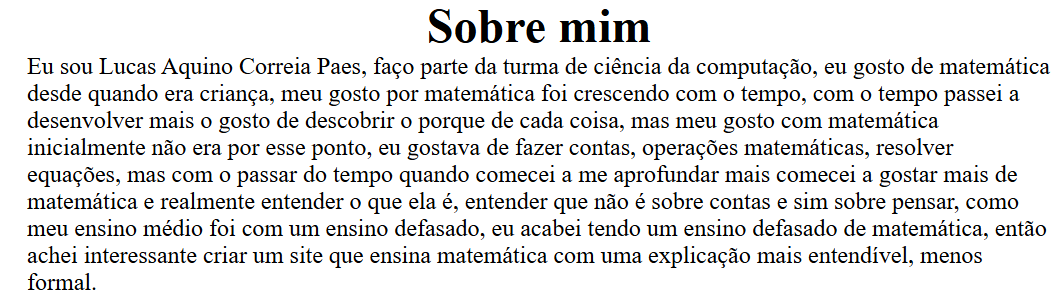 Sobre mim
Eu sou Lucas Aquino Correia Paes, faço parte da turma de ciência da computação, eu gosto de matemática
desde quando era criança, meu gosto por matemática foi crescendo com o tempo, com o tempo passei a
desenvolver mais o gosto de descobrir o porque de cada coisa, mas meu gosto com matemática
inicialmente não era por esse ponto, eu gostava de fazer contas, operações matemáticas, resolver
equações, mas com o passar do tempo quando comecei a me aprofundar mais comecei a gostar mais de
matemática e realmente entender o que ela é, entender que não é sobre contas e sim sobre pensar, como
meu ensino médio foi com um ensino defasado, eu acabei tendo um ensino defasado de matemática, então
achei interessante criar um site que ensina matemática com uma explicação mais entendível, menos
formal.